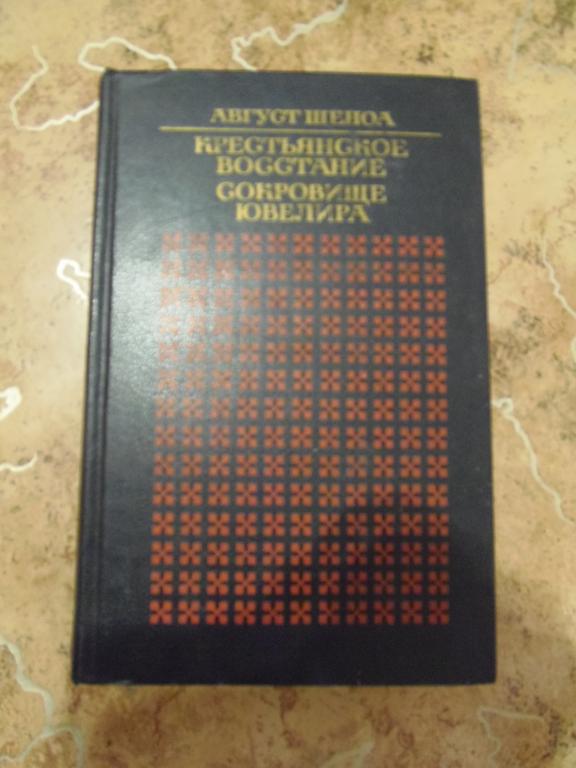 АВГУСТ ШЕНОА
КРЕСТЬЯНСКОЕ
ВОССТАНИЕ
СОКРОВИЩЕ
ЮВЕЛИРА